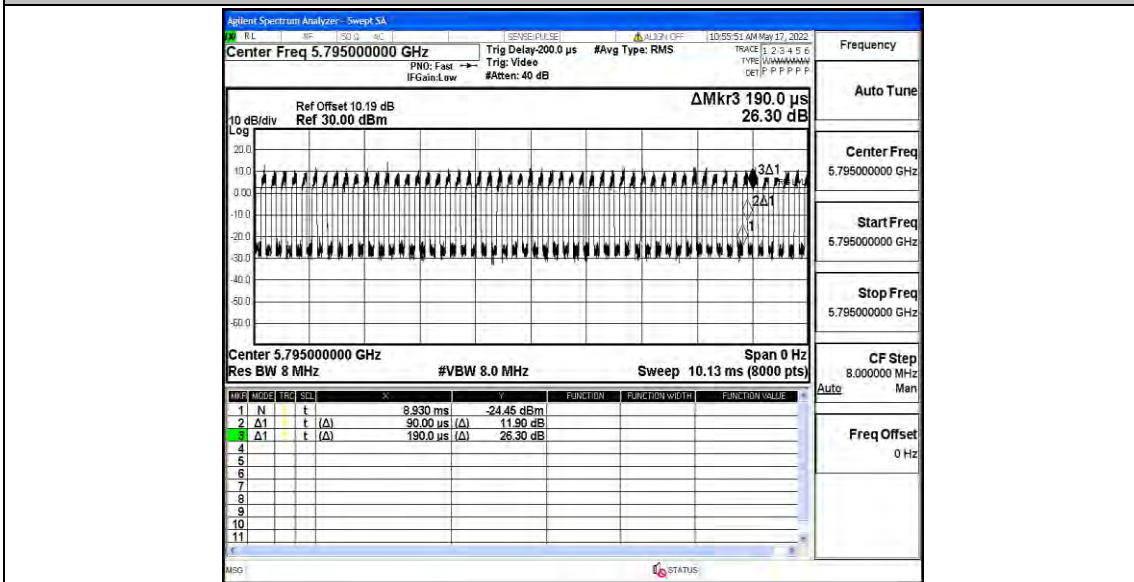 Agilent Spectrum Analyzer - Swept SA
RL RF 50 Ω AC SENSE:PULSE ALIGN OFF 10:55:51 AM May 17, 2022
Center Freq 5.795000000 GHz
PNO: Fast
IFGain:Low
Trig Delay-200.0 µs
Trig: Video
#Atten: 40 dB
#Avg Type: RMS
TRACE 1 2 3 4 5 6
TYPE
DET P P P P P P
Frequency
Auto Tune
Center Freq
5.795000000 GHz
Start Freq
5.795000000 GHz
Stop Freq
5.795000000 GHz
CF Step
8.000000 MHz
Auto Man
Freq Offset
0 Hz
ΔMkr3 190.0 µs
26.30 dB
Ref Offset 10.19 dB
10 dB/div Ref 30.00 dBm
Log
20.0
10.0
0.00
-10.0
-20.0
-30.0
-40.0
-50.0
-60.0
3Δ1
2Δ1
1
Center 5.795000000 GHz Span 0 Hz
Res BW 8 MHz #VBW 8.0 MHz Sweep 10.13 ms (8000 pts)
MKR MODE TRC SCL X Y FUNCTION FUNCTION WIDTH FUNCTION VALUE
1 N t 8.930 ms -24.45 dBm
2 Δ1 t (Δ) 90.00 µs (Δ) 11.90 dB
3 Δ1 t (Δ) 190.0 µs (Δ) 26.30 dB
4
5
6
7
8
9
10
11
MSG STATUS